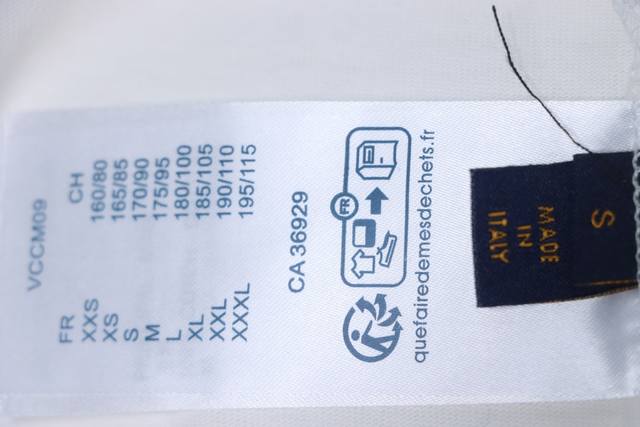 VCCM09
FR CH
XXS 160/80
XS 165/85
S 170/90
M 175/95
L 180/100
XL 185/105
XXL 190/110
XXXL 195/115
CA 36929
FR
quefairedemesdechets.fr
S
MADE
IN
ITALY